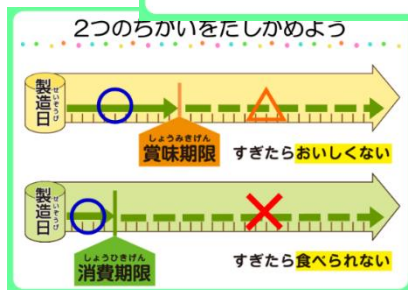 2つのちがいをたしかめよう
製造日
せいぞうび
しょうみきげん
賞味期限
すぎたらおいしくない
製造日
せいぞうび
しょうひきげん
消費期限
すぎたら食べられない